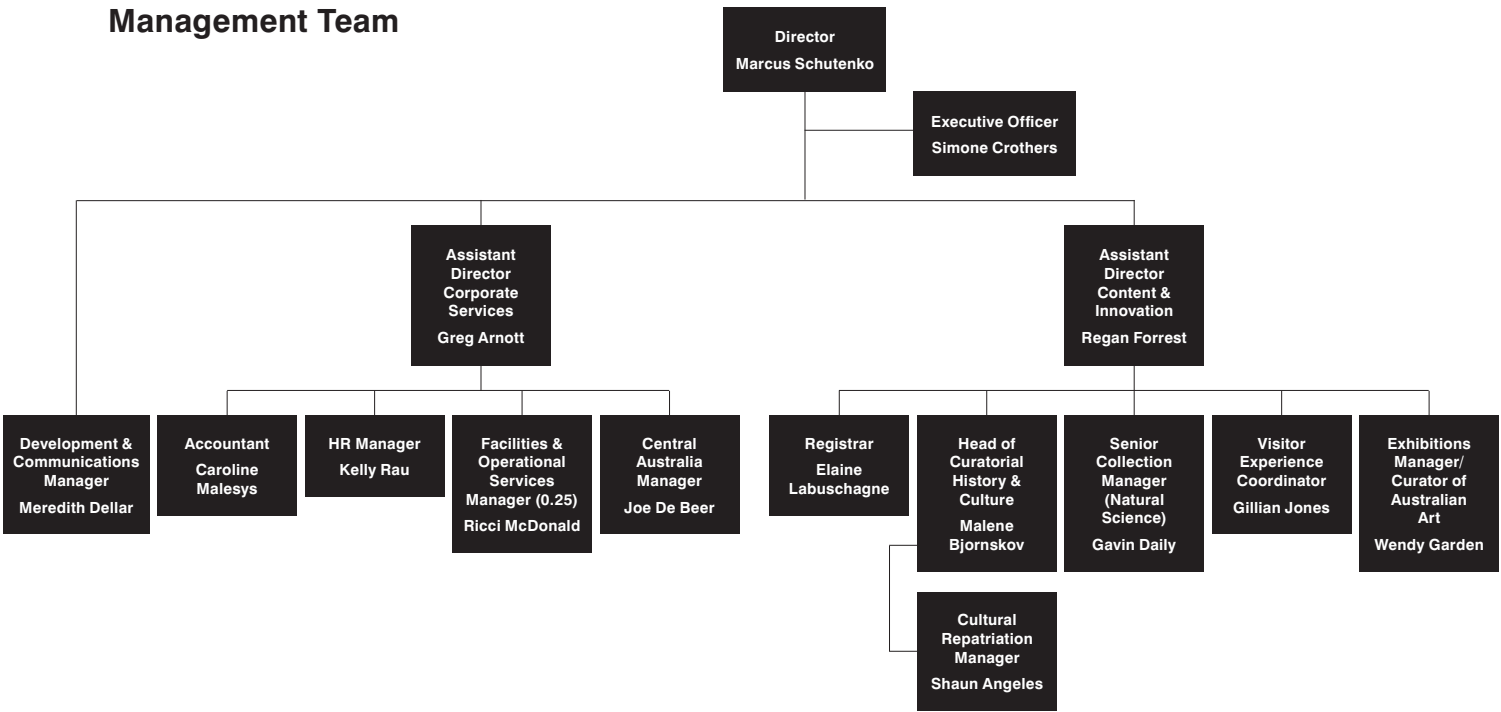 Management Team
Director
Marcus Schutenko
Executive Officer
Simone Crothers
Assistant
Director
Corporate
Services
Greg Arnott
Assistant
Director
Content &
Innovation
Regan Forrest
Development &
Communications
Manager
Meredith Dellar
Accountant
Caroline
Malesys
HR Manager
Kelly Rau
Facilities &
Operational
Services
Manager (0.25)
Ricci McDonald
Central
Australia
Manager
Joe De Beer
Registrar
Elaine
Labuschagne
Head of
Curatorial
History &
Culture
Malene
Bjornskov
Senior
Collection
Manager
(Natural
Science)
Gavin Daily
Visitor
Experience
Coordinator
Gillian Jones
Exhibitions
Manager/
Curator of
Australian
Art
Wendy Garden
Cultural
Repatriation
Manager
Shaun Angeles